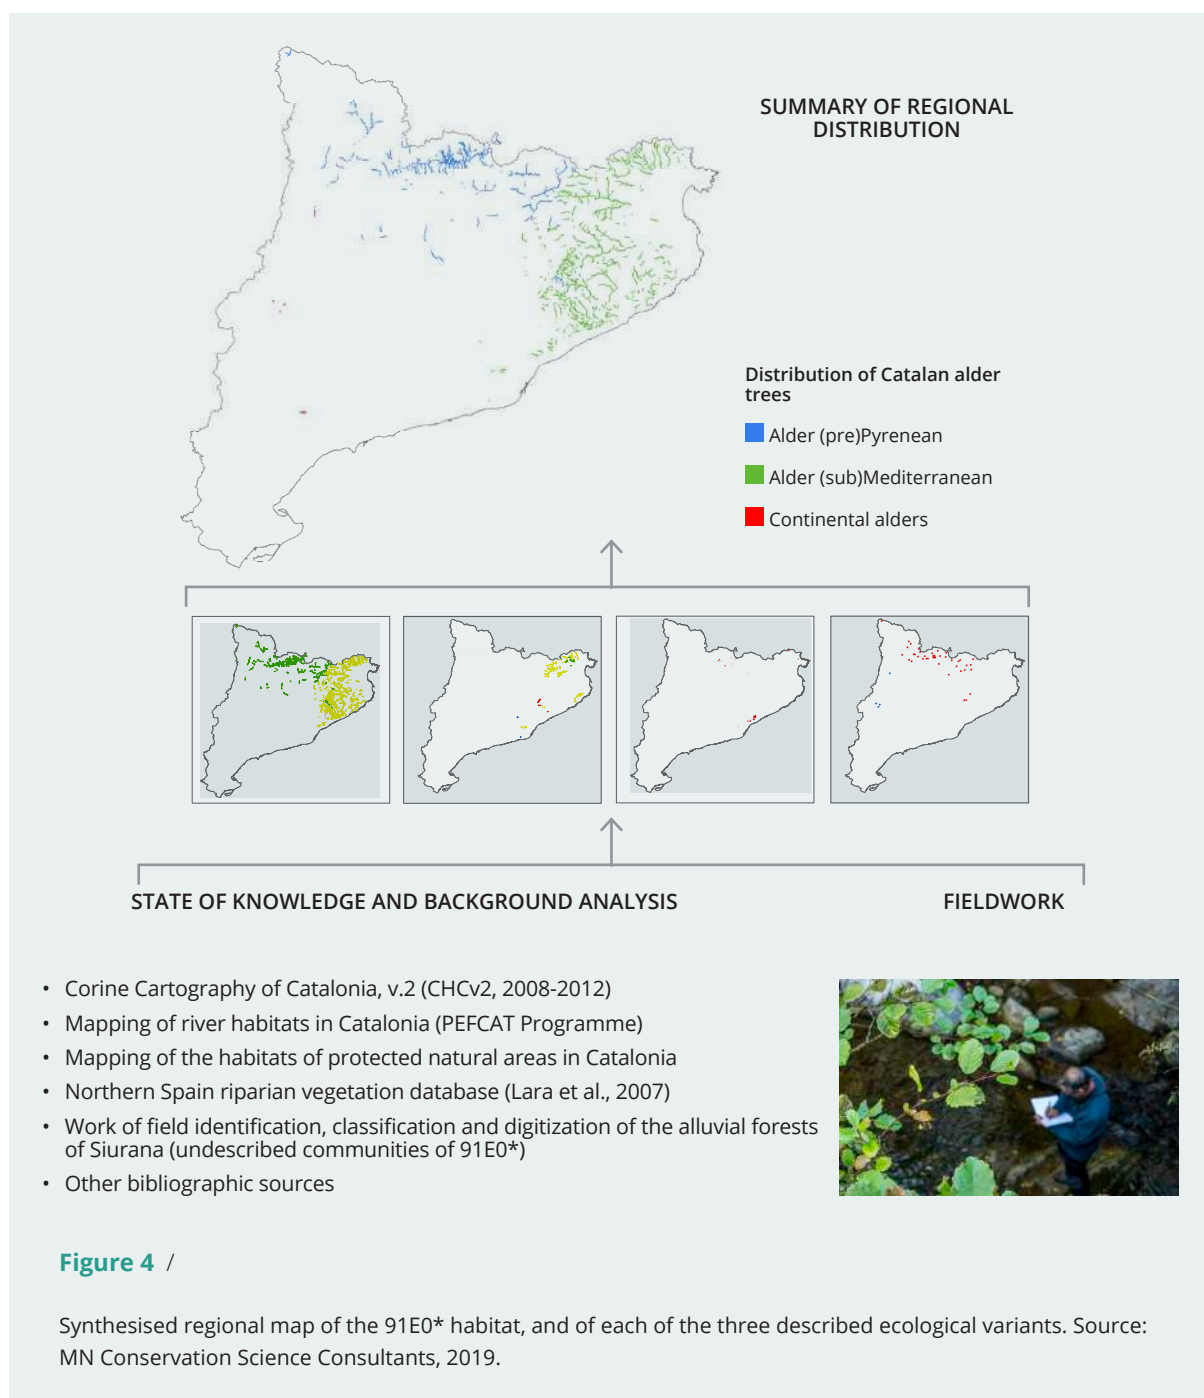 SUMMARY OF REGIONAL
DISTRIBUTION
Distribution of Catalan alder
trees
Alder (pre)Pyrenean
Alder (sub)Mediterranean
Continental alders
STATE OF KNOWLEDGE AND BACKGROUND ANALYSIS
FIELDWORK
• Corine Cartography of Catalonia, v.2 (CHCv2, 2008-2012)
• Mapping of river habitats in Catalonia (PEFCAT Programme)
• Mapping of the habitats of protected natural areas in Catalonia
• Northern Spain riparian vegetation database (Lara et al., 2007)
• Work of field identification, classification and digitization of the alluvial forests
of Siurana (undescribed communities of 91E0*)
• Other bibliographic sources
Figure 4 /
Synthesised regional map of the 91E0* habitat, and of each of the three described ecological variants. Source:
MN Conservation Science Consultants, 2019.